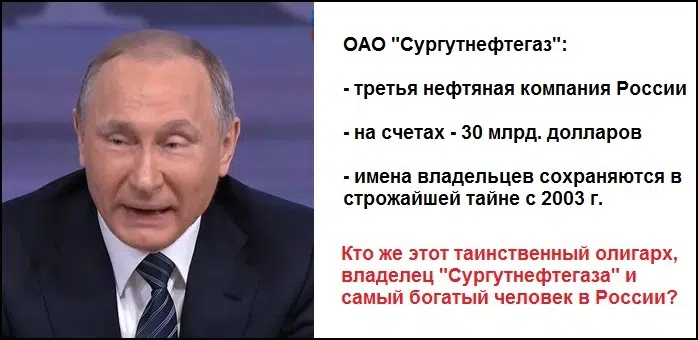 ОАО "Сургутнефтегаз":
- третья нефтяная компания России
- на счетах - 30 млрд. долларов
- имена владельцев сохраняются в
строжайшей тайне с 2003 г.
Кто же этот таинственный олигарх,
владелец "Сургутнефтегаза" и
самый богатый человек в России?